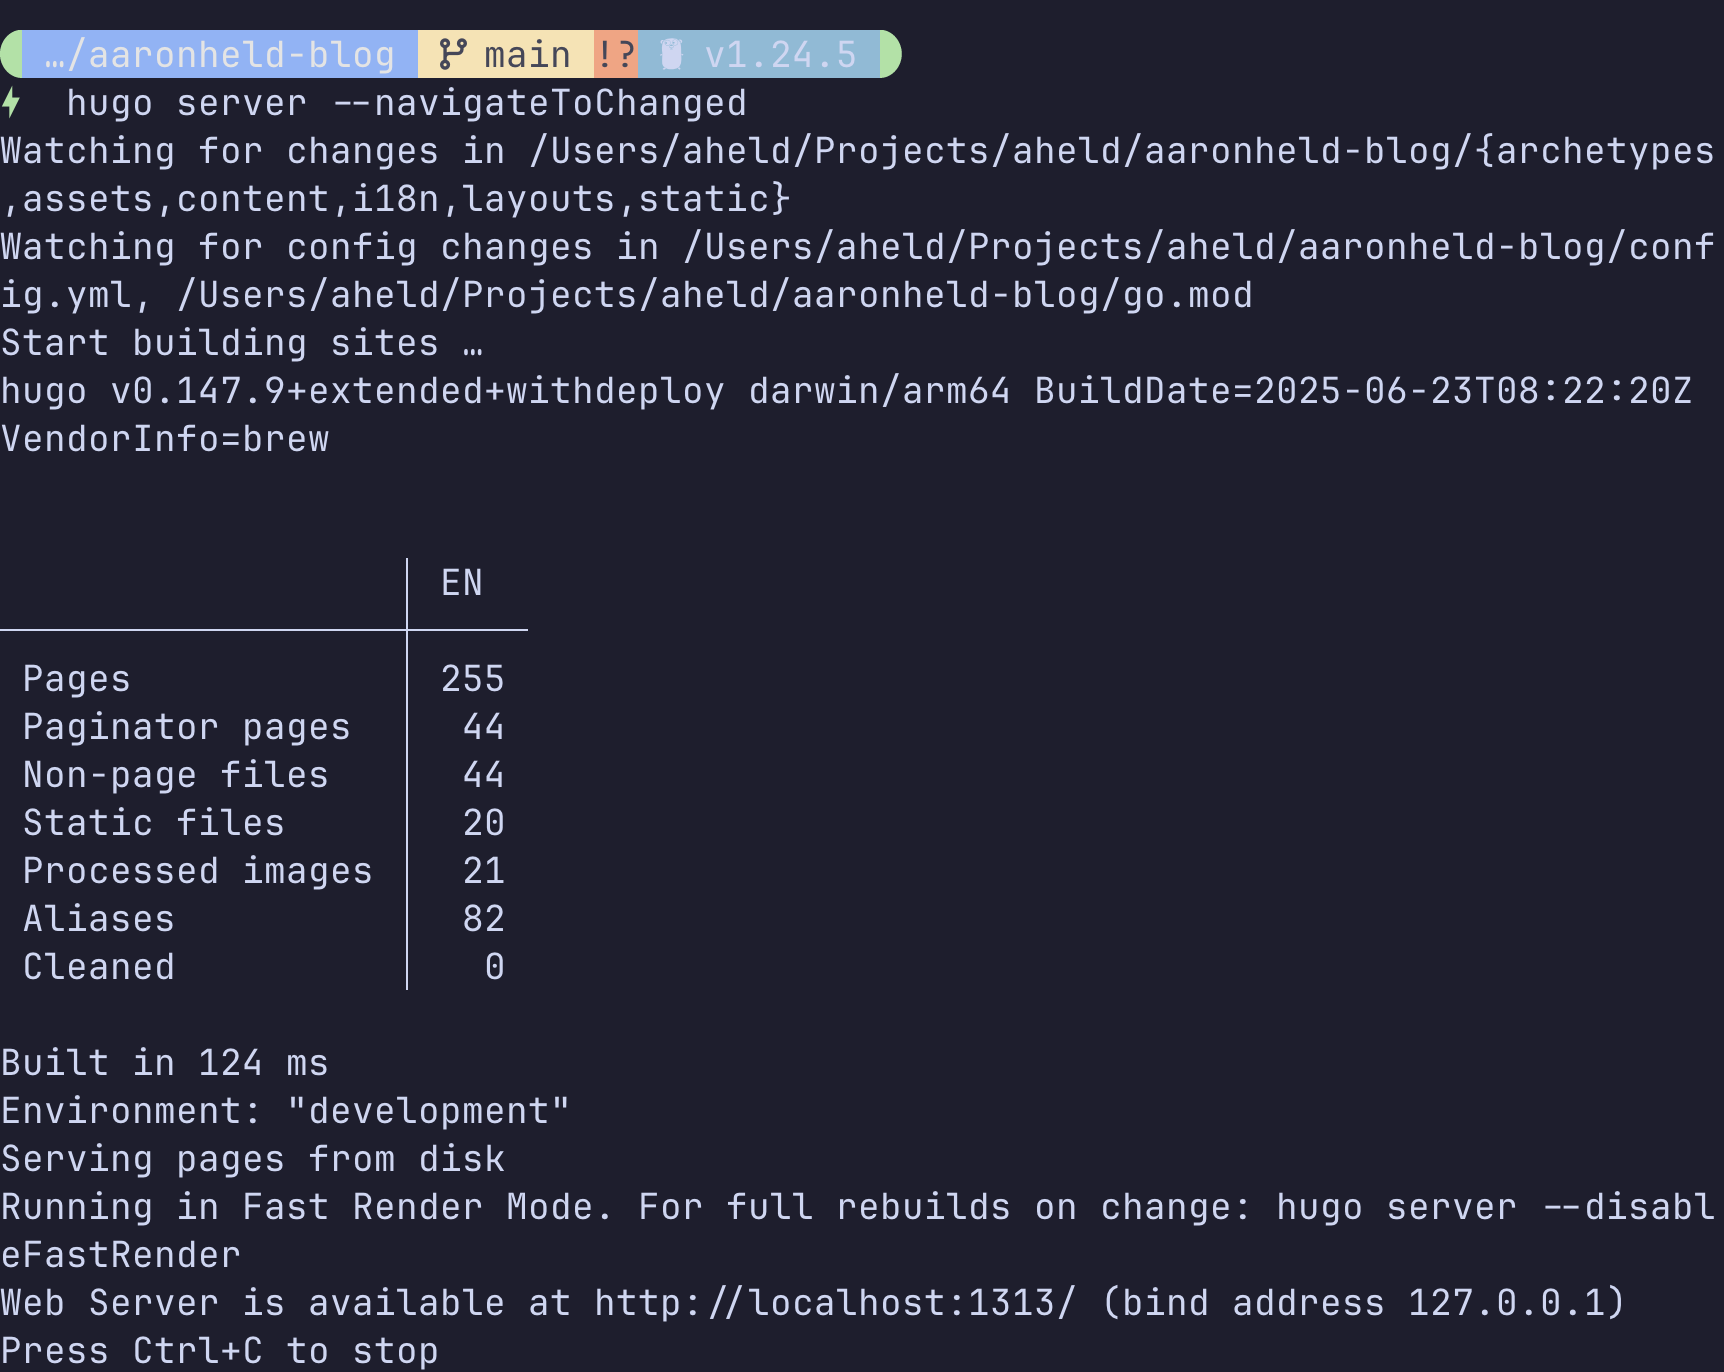 …/aaronheld-blog main !? v1.24.5
hugo server --navigateToChanged
Watching for changes in /Users/aheld/Projects/aheld/aaronheld-blog/{archetypes
,assets,content,i18n,layouts,static}
Watching for config changes in /Users/aheld/Projects/aheld/aaronheld-blog/conf
ig.yml, /Users/aheld/Projects/aheld/aaronheld-blog/go.mod
Start building sites …
hugo v0.147.9+extended+withdeploy darwin/arm64 BuildDate=2025-06-23T08:22:20Z
VendorInfo=brew
EN
Pages 255
Paginator pages 44
Non-page files 44
Static files 20
Processed images 21
Aliases 82
Cleaned 0
Built in 124 ms
Environment: "development"
Serving pages from disk
Running in Fast Render Mode. For full rebuilds on change: hugo server --disabl
eFastRender
Web Server is available at http://localhost:1313/ (bind address 127.0.0.1)
Press Ctrl+C to stop